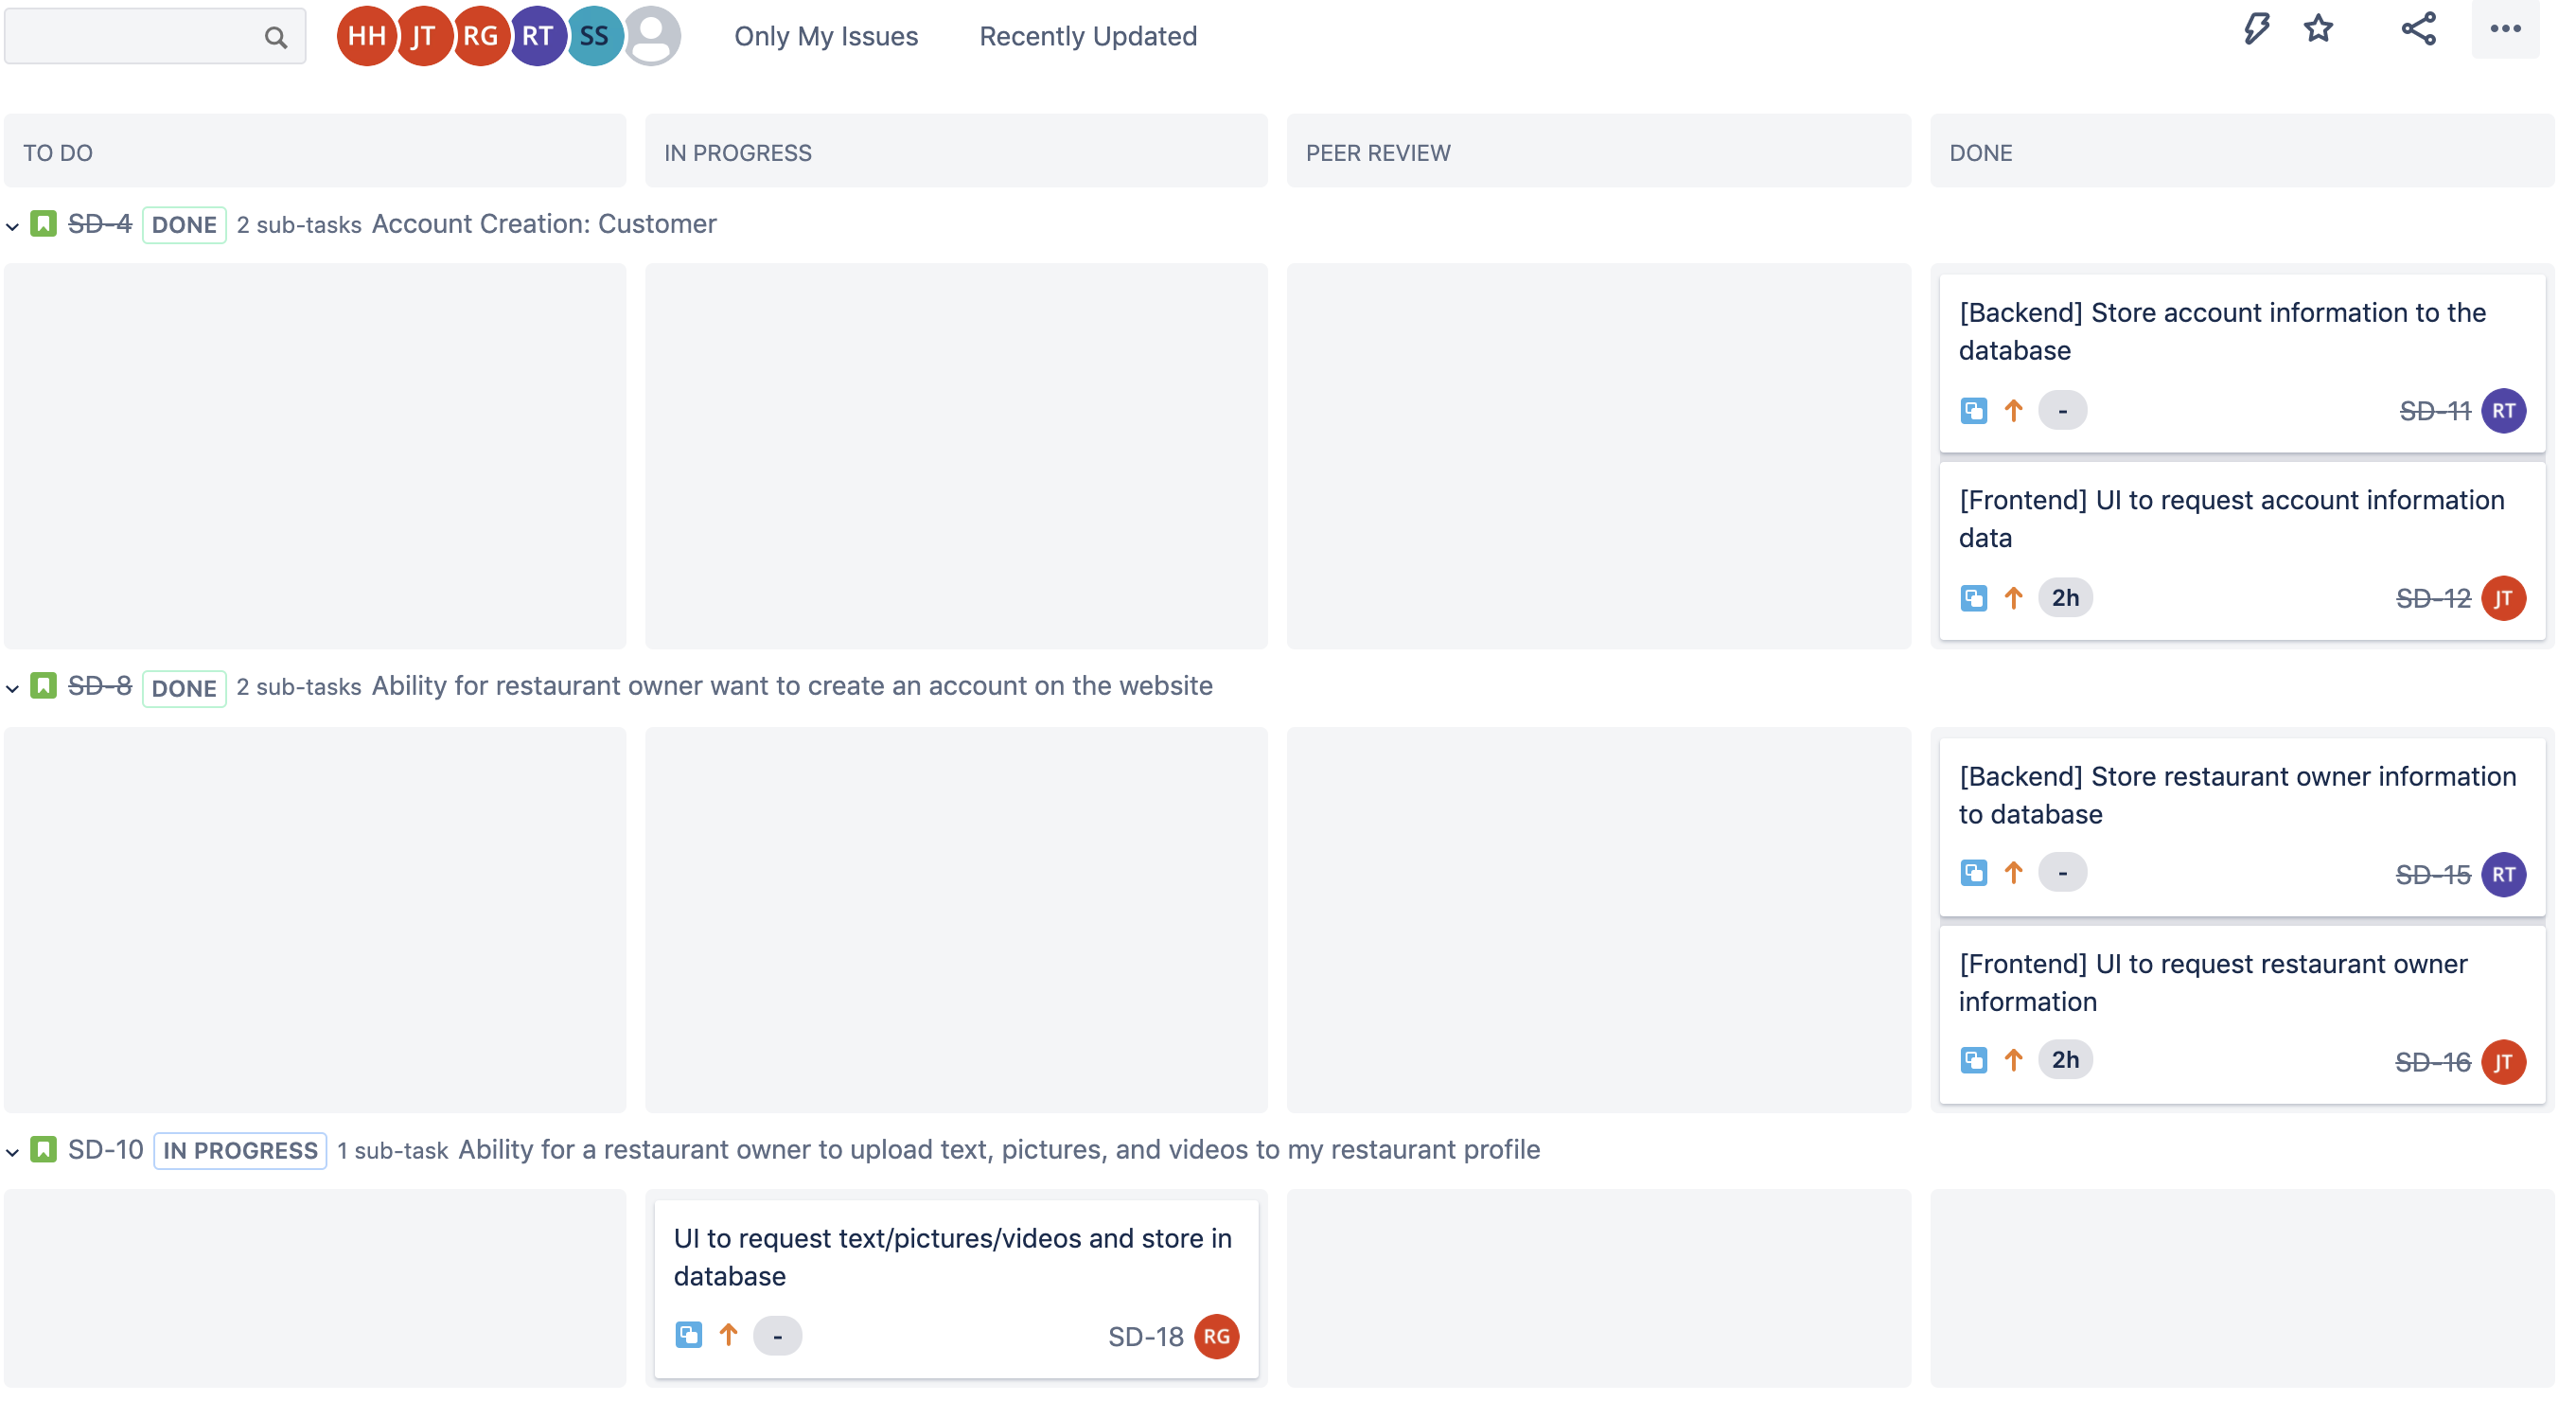 HH JT RG RT SS Only My Issues Recently Updated
TO DO IN PROGRESS PEER REVIEW DONE
SD-4 DONE 2 sub-tasks Account Creation: Customer
[Backend] Store account information to the
database
- SD-11 RT
[Frontend] UI to request account information
data
2h SD-12 JT
SD-8 DONE 2 sub-tasks Ability for restaurant owner want to create an account on the website
[Backend] Store restaurant owner information
to database
- SD-15 RT
[Frontend] UI to request restaurant owner
information
2h SD-16 JT
SD-10 IN PROGRESS 1 sub-task Ability for a restaurant owner to upload text, pictures, and videos to my restaurant profile
UI to request text/pictures/videos and store in
database
- SD-18 RG